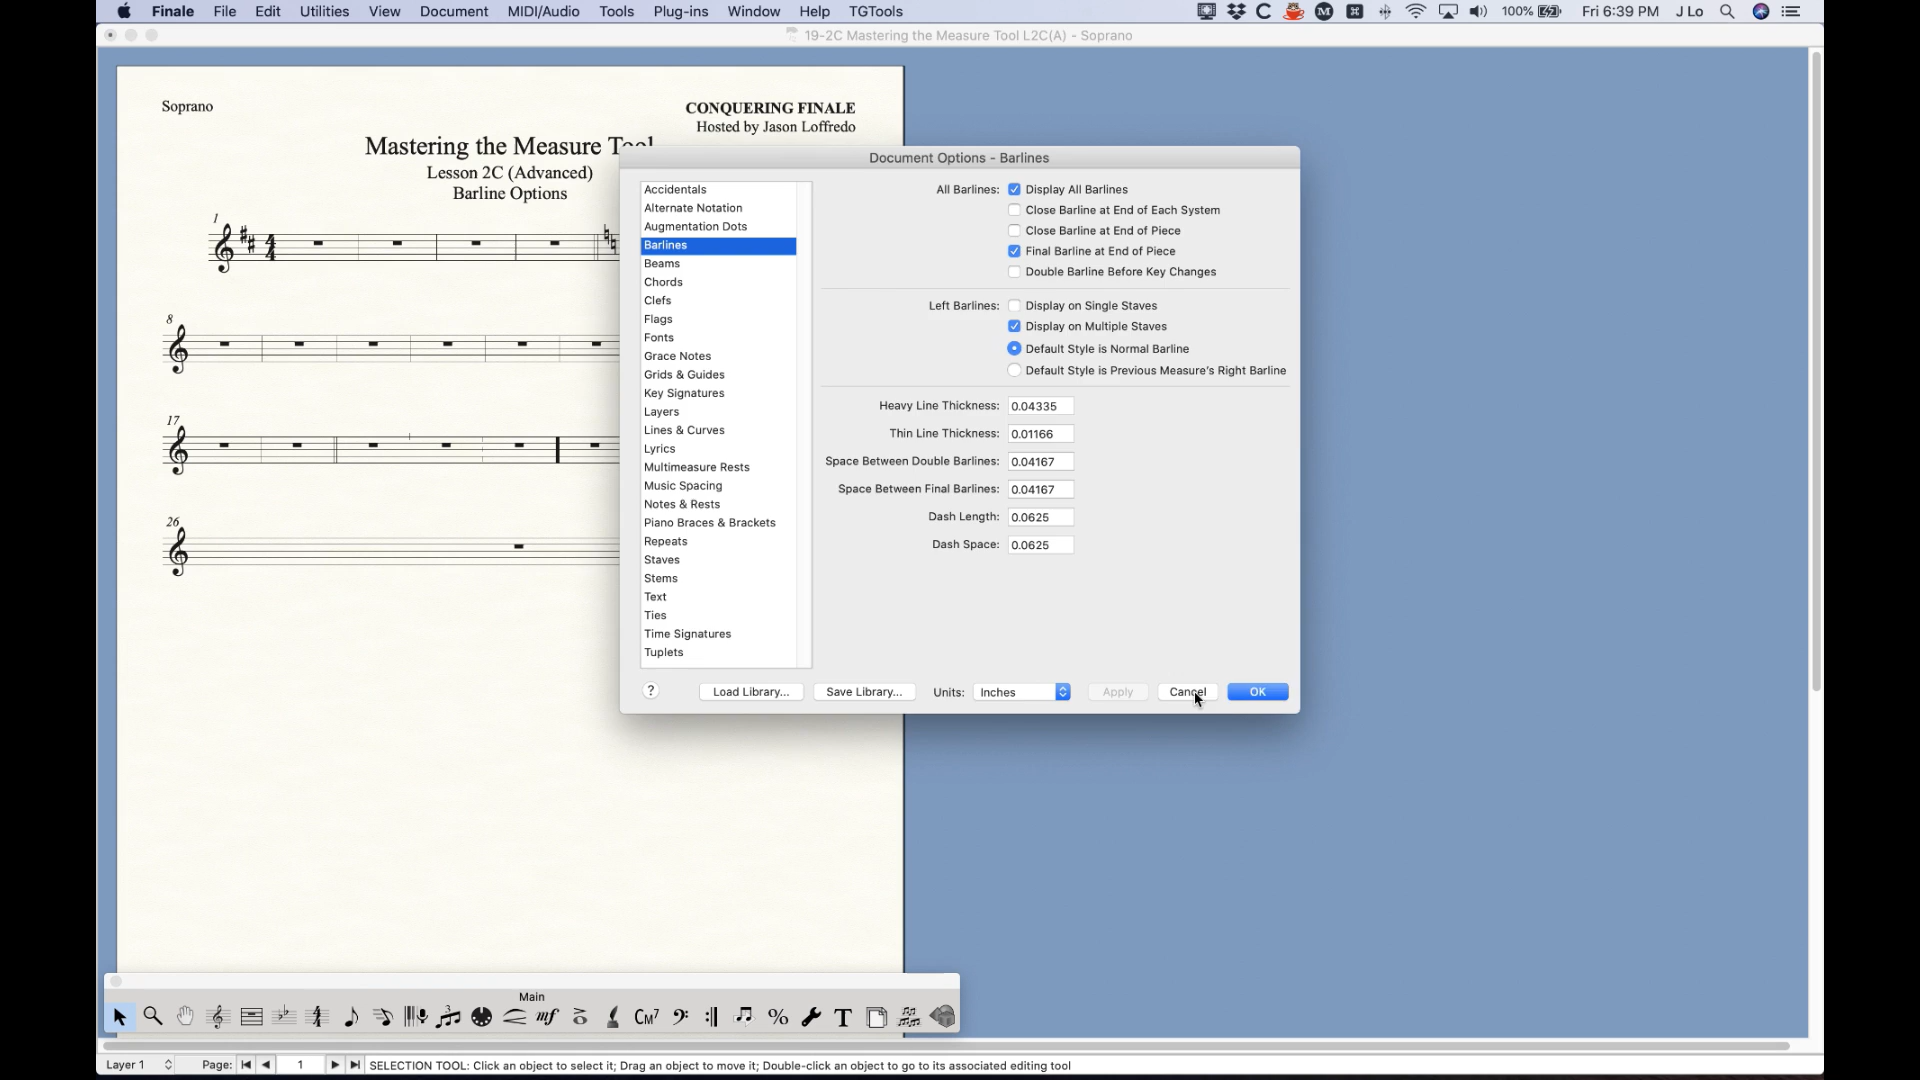 Finale File Edit Utilities View Document MIDI/Audio Tools Plug-ins Window Help TGTools 100% Fri 6:39 PM J Lo
19-2C Mastering the Measure Tool L2C(A) - Soprano
Soprano
CONQUERING FINALE
Hosted by Jason Loffredo
Mastering the Measure Tool
Lesson 2C (Advanced)
Barline Options
1
8
17
26
Document Options - Barlines
Accidentals
Alternate Notation
Augmentation Dots
Barlines
Beams
Chords
Clefs
Flags
Fonts
Grace Notes
Grids & Guides
Key Signatures
Layers
Lines & Curves
Lyrics
Multimeasure Rests
Music Spacing
Notes & Rests
Piano Braces & Brackets
Repeats
Staves
Stems
Text
Ties
Time Signatures
Tuplets
All Barlines: Display All Barlines
Close Barline at End of Each System
Close Barline at End of Piece
Final Barline at End of Piece
Double Barline Before Key Changes
Left Barlines: Display on Single Staves
Display on Multiple Staves
Default Style is Normal Barline
Default Style is Previous Measure's Right Barline
Heavy Line Thickness: 0.04335
Thin Line Thickness: 0.01166
Space Between Double Barlines: 0.04167
Space Between Final Barlines: 0.04167
Dash Length: 0.0625
Dash Space: 0.0625
? Load Library... Save Library... Units: Inches Apply Cancel OK
Main
mf CM7 % T
Layer 1 Page: 1 SELECTION TOOL: Click an object to select it; Drag an object to move it; Double-click an object to go to its associated editing tool